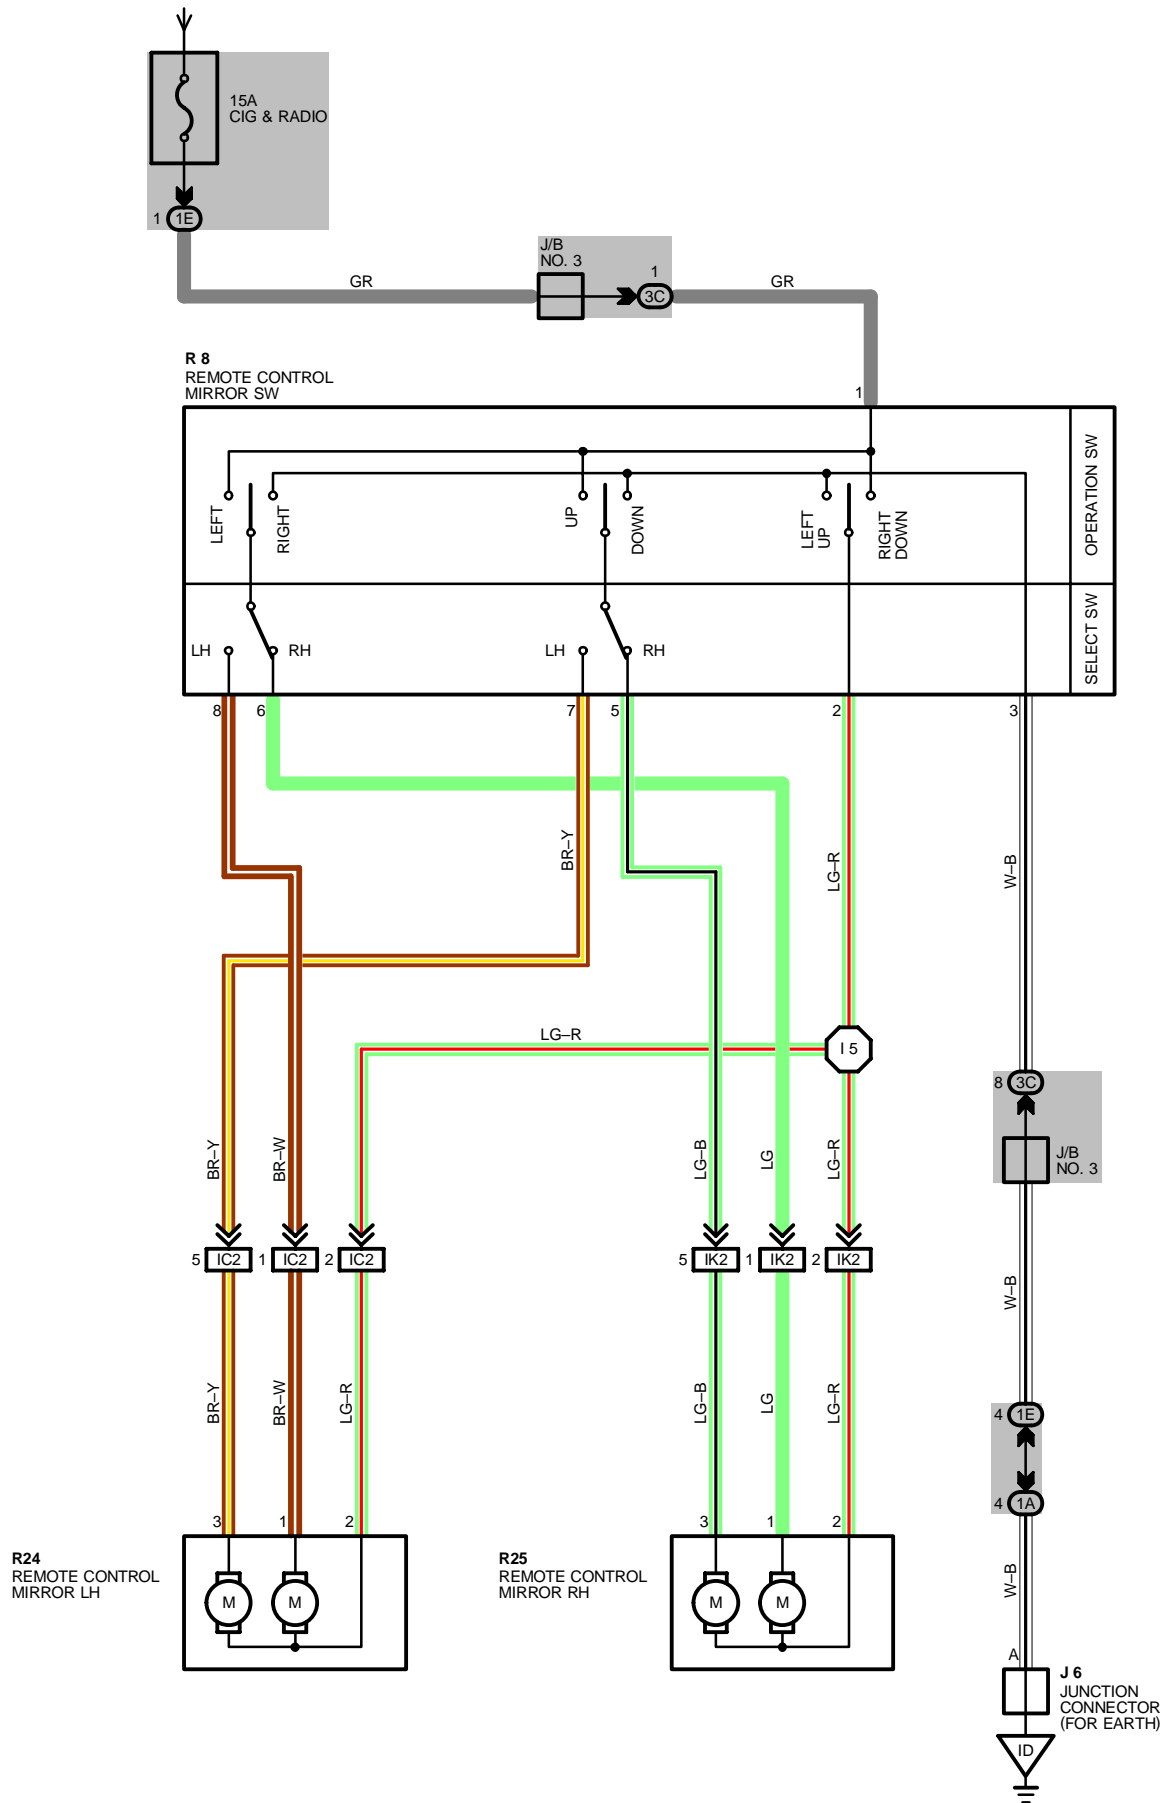 15A
CIG & RADIO
1 1E
J/B
NO. 3
1
3C
GR
GR
R 8
REMOTE CONTROL
MIRROR SW
1
LEFT
RIGHT
UP
DOWN
LEFT
UP
RIGHT
DOWN
OPERATION SW
LH
RH
LH
RH
SELECT SW
8
6
7
5
2
3
BR–Y
LG–R
W–B
LG–R
I 5
8 3C
J/B
NO. 3
BR–Y
BR–W
LG–B
LG
LG–R
5 IC2
1 IC2
2 IC2
5 IK2
1 IK2
2 IK2
W–B
BR–Y
BR–W
LG–R
LG–B
LG
LG–R
4 1E
4 1A
3
1
2
3
1
2
R24
REMOTE CONTROL
MIRROR LH
M
M
R25
REMOTE CONTROL
MIRROR RH
M
M
W–B
A
J 6
JUNCTION
CONNECTOR
(FOR EARTH)
ID